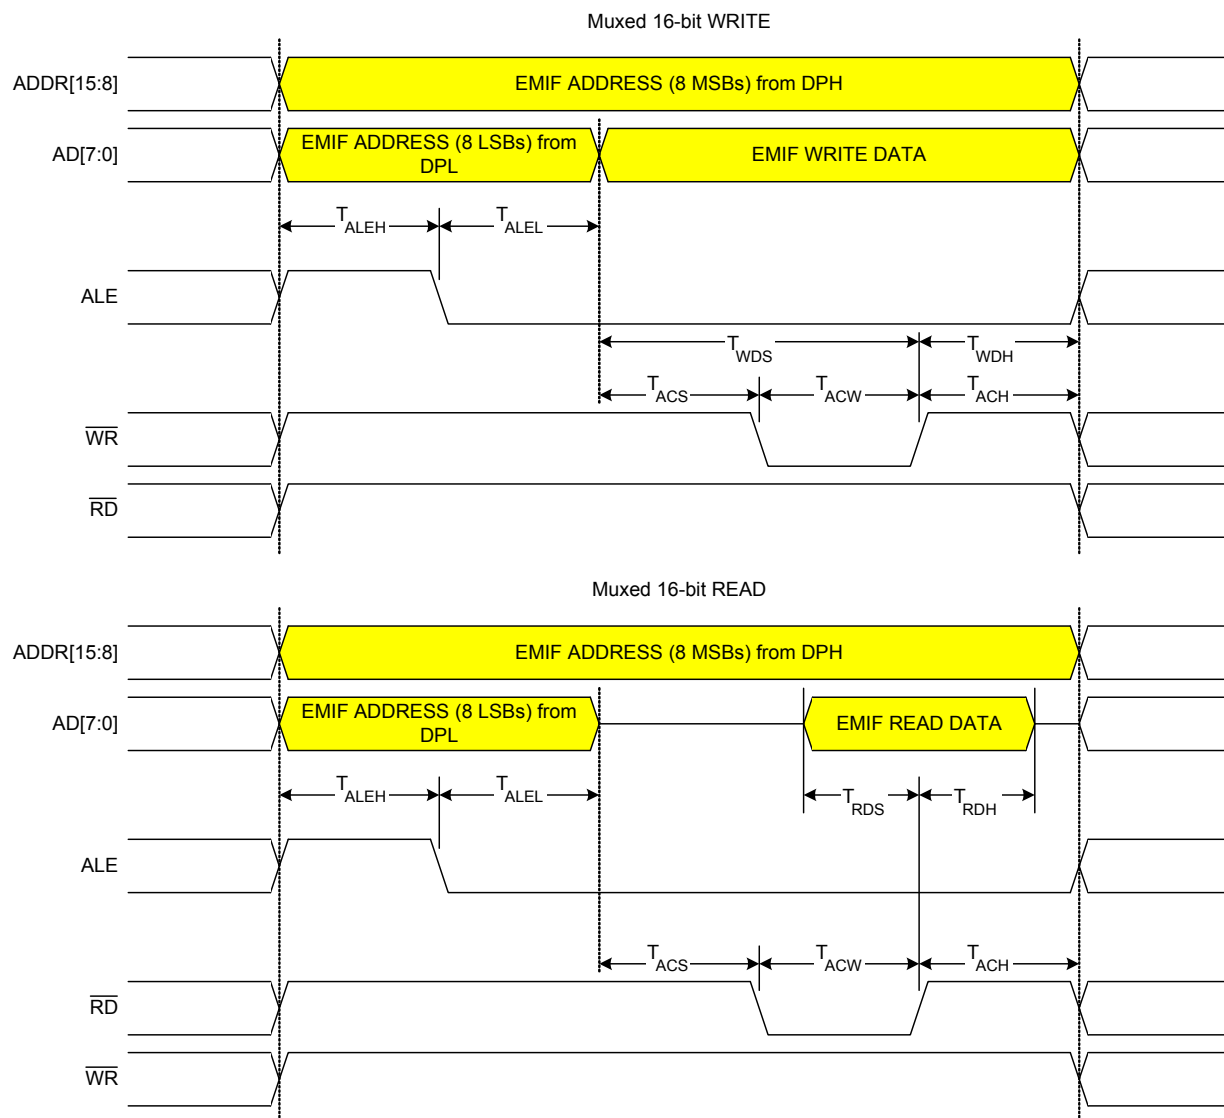 Muxed 16-bit WRITE
ADDR[15:8]
EMIF ADDRESS (8 MSBs) from DPH
AD[7:0]
EMIF ADDRESS (8 LSBs) from
DPL
EMIF WRITE DATA
TALEH
TALEL
ALE
TWDS
TWDH
TACS
TACW
TACH
WR
RD
Muxed 16-bit READ
ADDR[15:8]
EMIF ADDRESS (8 MSBs) from DPH
AD[7:0]
EMIF ADDRESS (8 LSBs) from
DPL
EMIF READ DATA
TALEH
TALEL
TRDS
TRDH
ALE
TACS
TACW
TACH
RD
WR